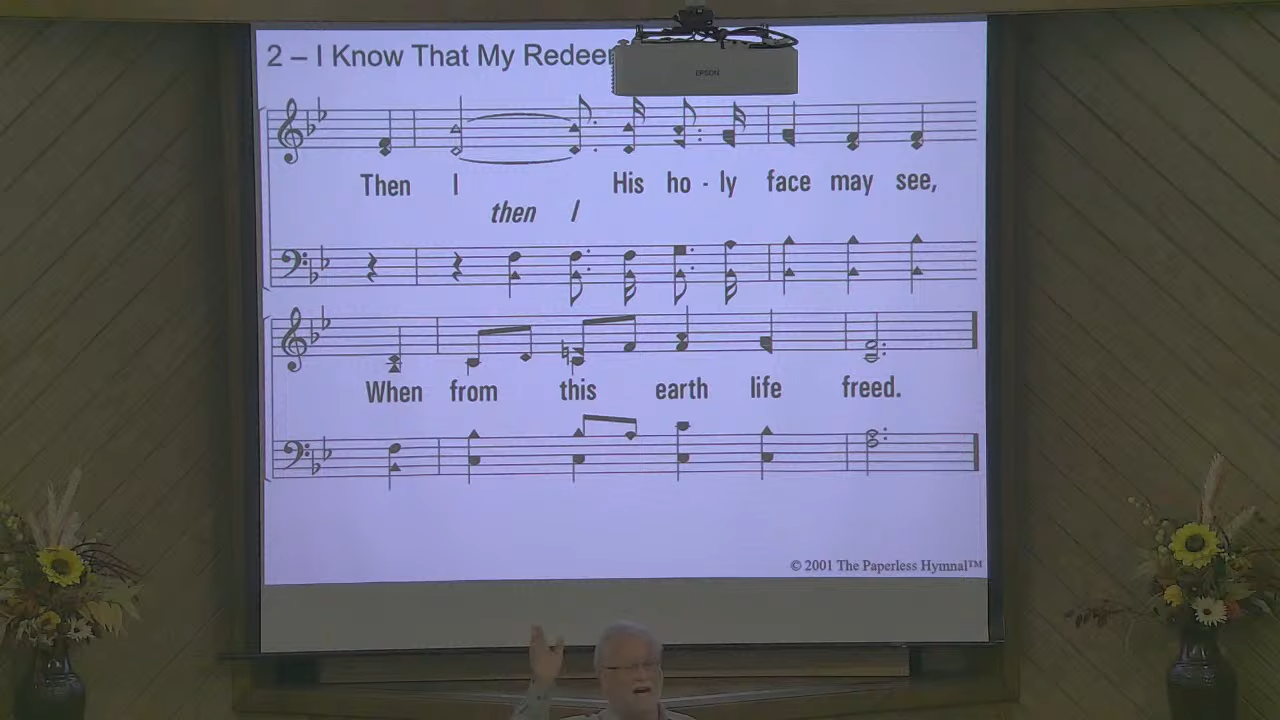 2 – I Know That My Redeem
EPSON
Then I His ho - ly face may see,
then I
When from this earth life freed.
© 2001 The Paperless Hymnal™